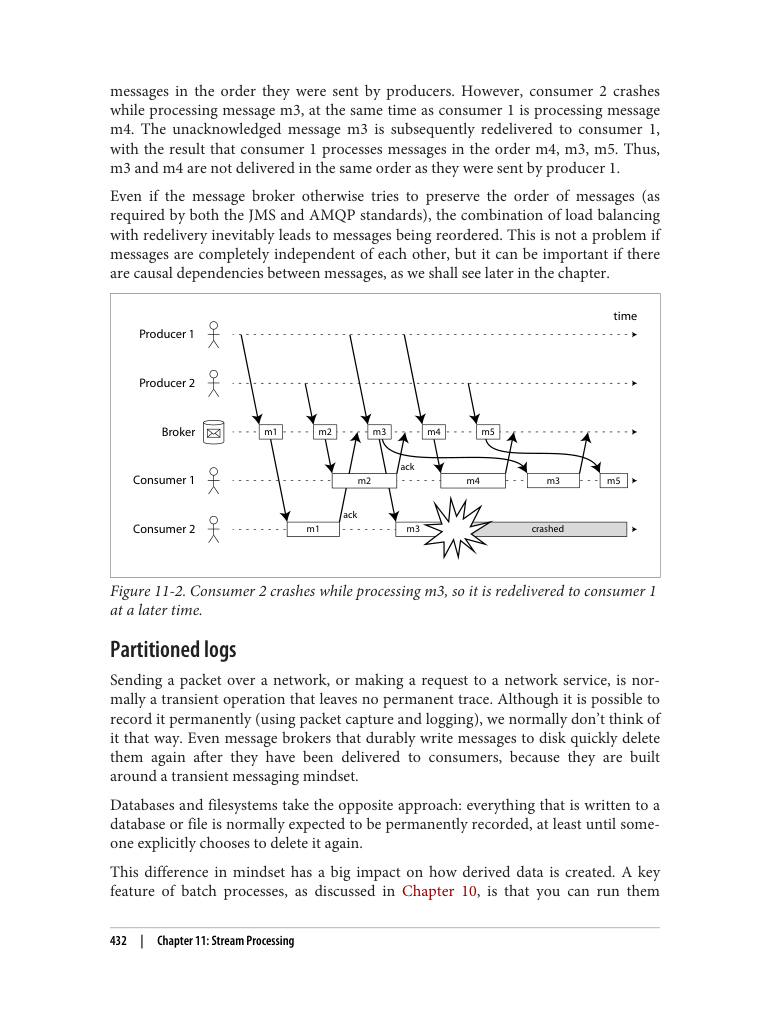 messages in the order they were sent by producers. However, consumer 2 crashes
while processing message m3, at the same time as consumer 1 is processing message
m4. The unacknowledged message m3 is subsequently redelivered to consumer 1,
with the result that consumer 1 processes messages in the order m4, m3, m5. Thus,
m3 and m4 are not delivered in the same order as they were sent by producer 1.
Even if the message broker otherwise tries to preserve the order of messages (as
required by both the JMS and AMQP standards), the combination of load balancing
with redelivery inevitably leads to messages being reordered. This is not a problem if
messages are completely independent of each other, but it can be important if there
are causal dependencies between messages, as we shall see later in the chapter.
time
Producer 1
Producer 2
Broker m1 m2 m3 m4 m5
ack
Consumer 1 m2 m4 m3 m5
ack
Consumer 2 m1 m3 crashed
Figure 11-2. Consumer 2 crashes while processing m3, so it is redelivered to consumer 1
at a later time.
Partitioned logs
Sending a packet over a network, or making a request to a network service, is nor-
mally a transient operation that leaves no permanent trace. Although it is possible to
record it permanently (using packet capture and logging), we normally don’t think of
it that way. Even message brokers that durably write messages to disk quickly delete
them again after they have been delivered to consumers, because they are built
around a transient messaging mindset.
Databases and filesystems take the opposite approach: everything that is written to a
database or file is normally expected to be permanently recorded, at least until some-
one explicitly chooses to delete it again.
This difference in mindset has a big impact on how derived data is created. A key
feature of batch processes, as discussed in Chapter 10, is that you can run them
432 | Chapter 11: Stream Processing